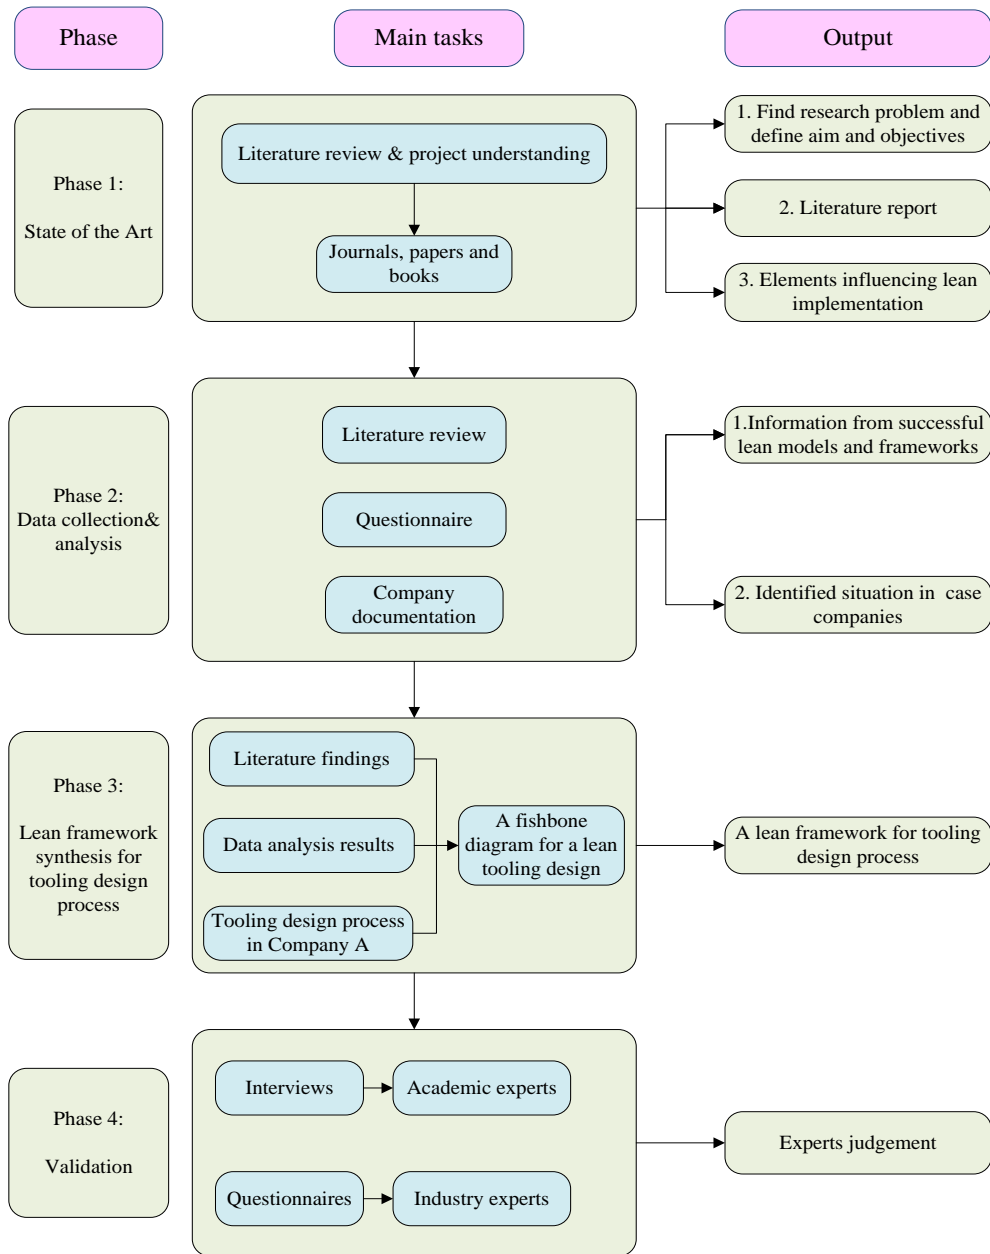 Phase
Main tasks
Output
Phase 1:
State of the Art
Literature review & project understanding
Journals, papers and
books
1. Find research problem and
define aim and objectives
2. Literature report
3. Elements influencing lean
implementation
Phase 2:
Data collection&
analysis
Literature review
Questionnaire
Company
documentation
1.Information from successful
lean models and frameworks
2. Identified situation in  case
companies
Phase 3:
Lean framework
synthesis for
tooling design
process
Literature findings
Data analysis results
Tooling design process
in Company A
A fishbone
diagram for a lean
tooling design
A lean framework for tooling
design process
Phase 4:
Validation
Interviews
Academic experts
Questionnaires
Industry experts
Experts judgement